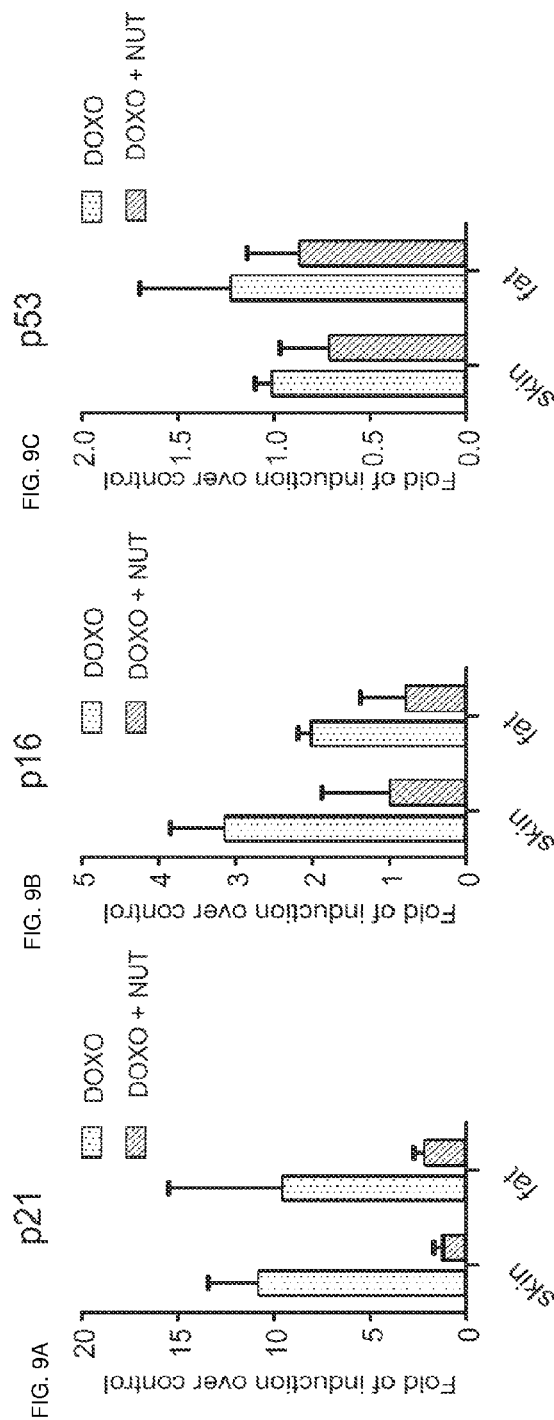 FIG. 9A
p21
DOXO
DOXO + NUT
Fold of induction over control
20
15
10
5
0
skin
fat
FIG. 9B
p16
DOXO
DOXO + NUT
Fold of induction over control
5
4
3
2
1
0
skin
fat
FIG. 9C
p53
DOXO
DOXO + NUT
Fold of induction over control
2.0
1.5
1.0
0.5
0.0
skin
fat